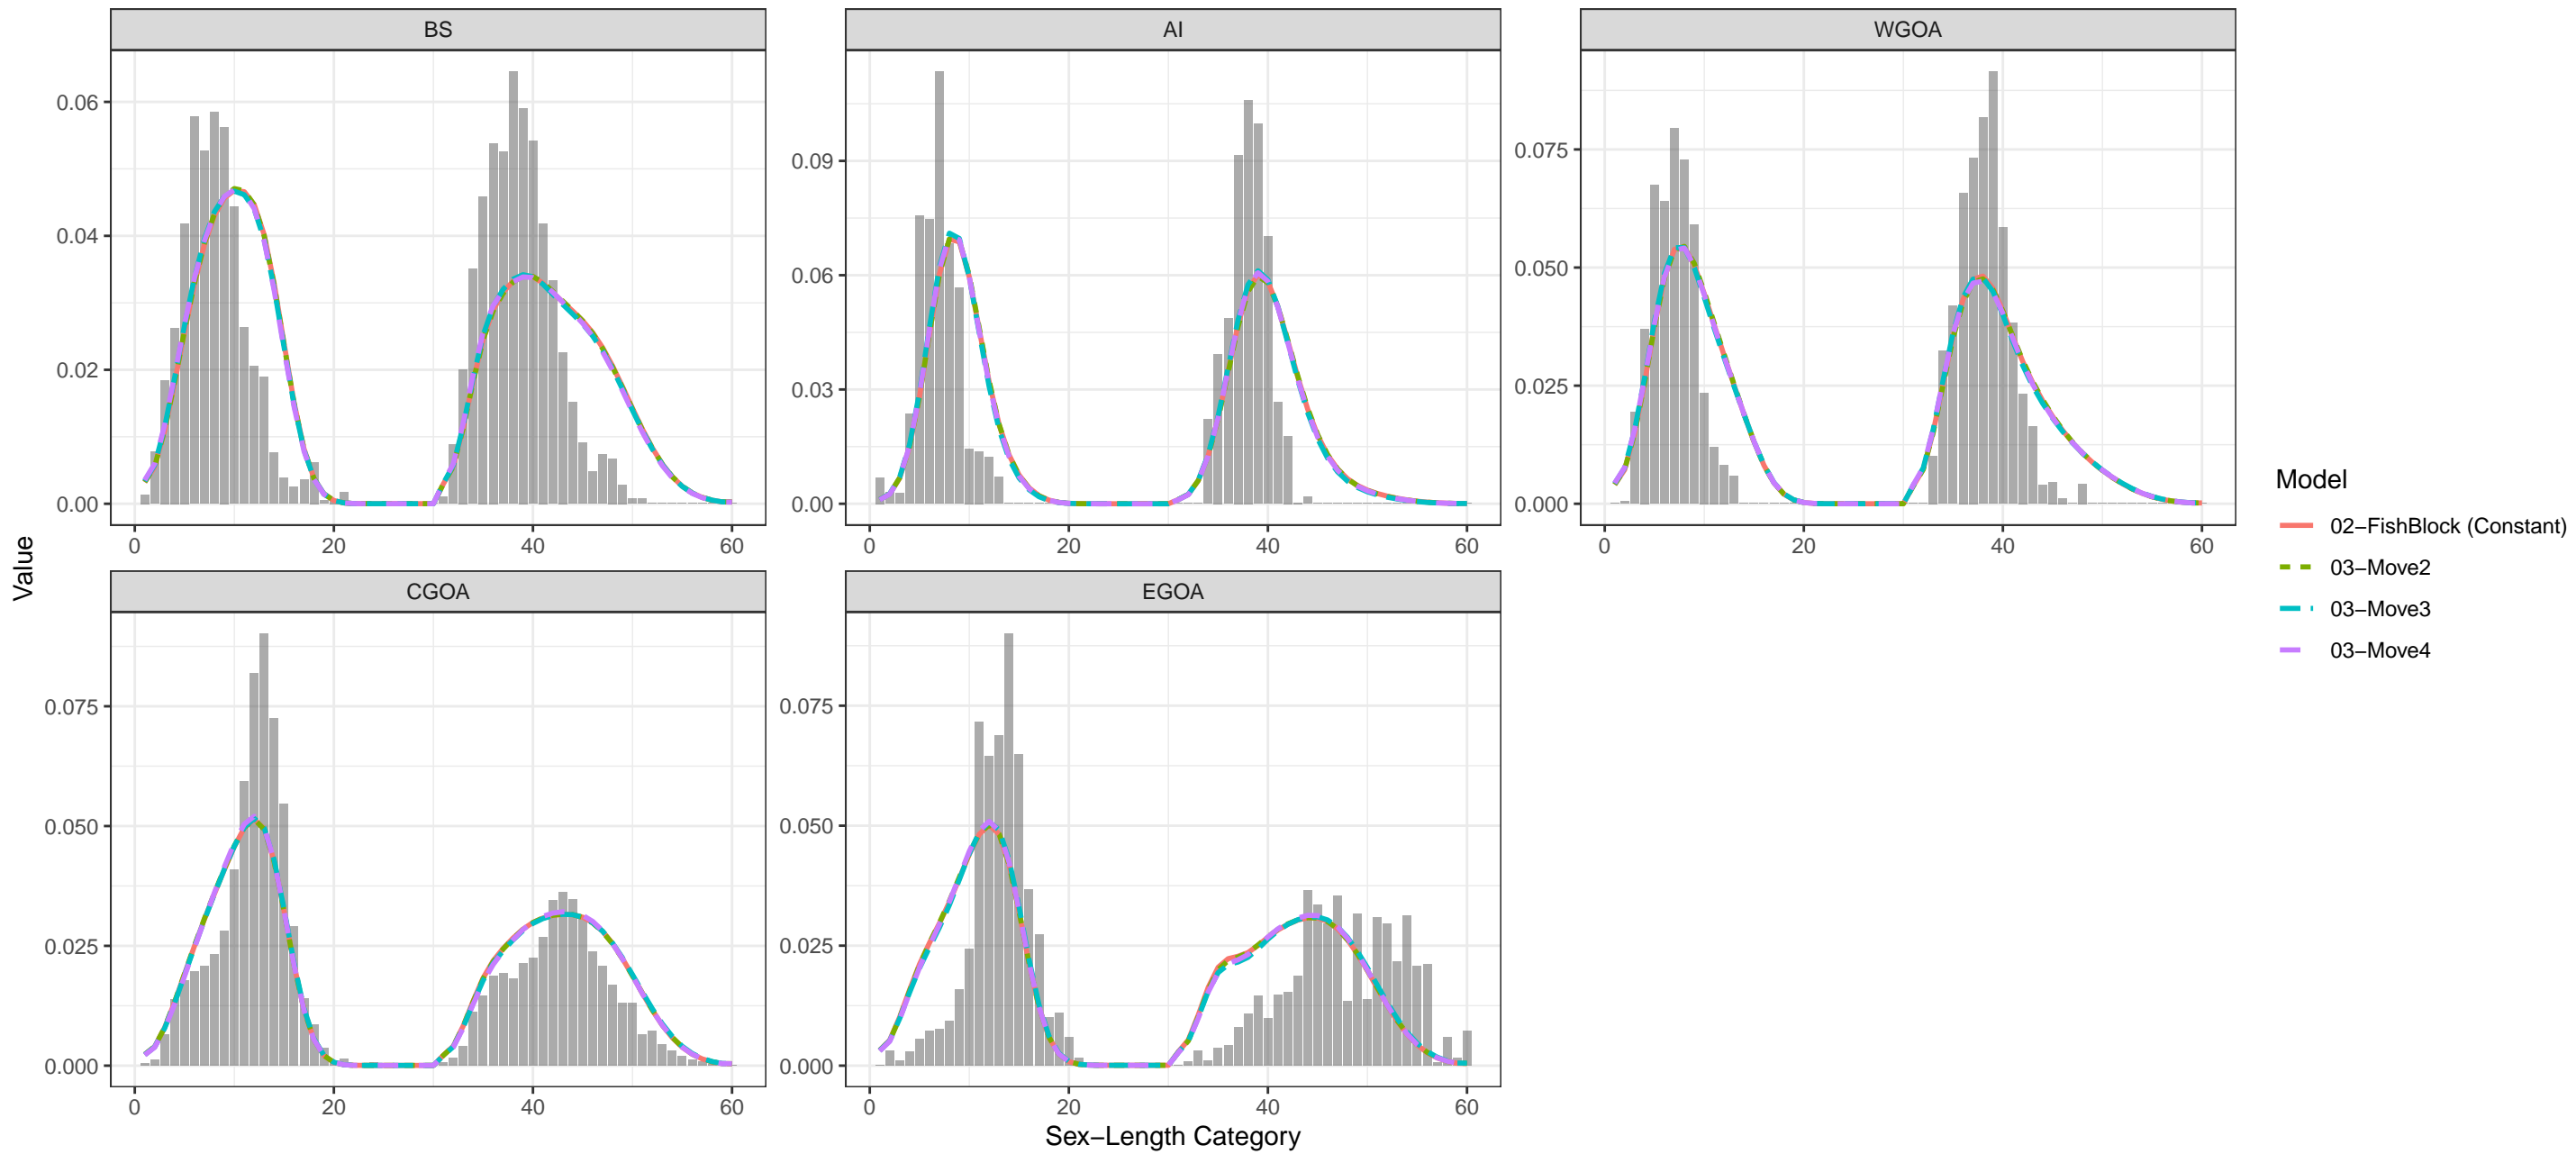 BS
AI
WGOA
0.06
0.04
0.02
0.00
0.09
0.06
0.03
0.00
0.075
0.050
0.025
0.000
0 20 40 60
0 20 40 60
0 20 40 60
CGOA
EGOA
0.075
0.050
0.025
0.000
0.075
0.050
0.025
0.000
0 20 40 60
0 20 40 60
Value
Sex−Length Category
Model
02−FishBlock (Constant)
03−Move2
03−Move3
03−Move4